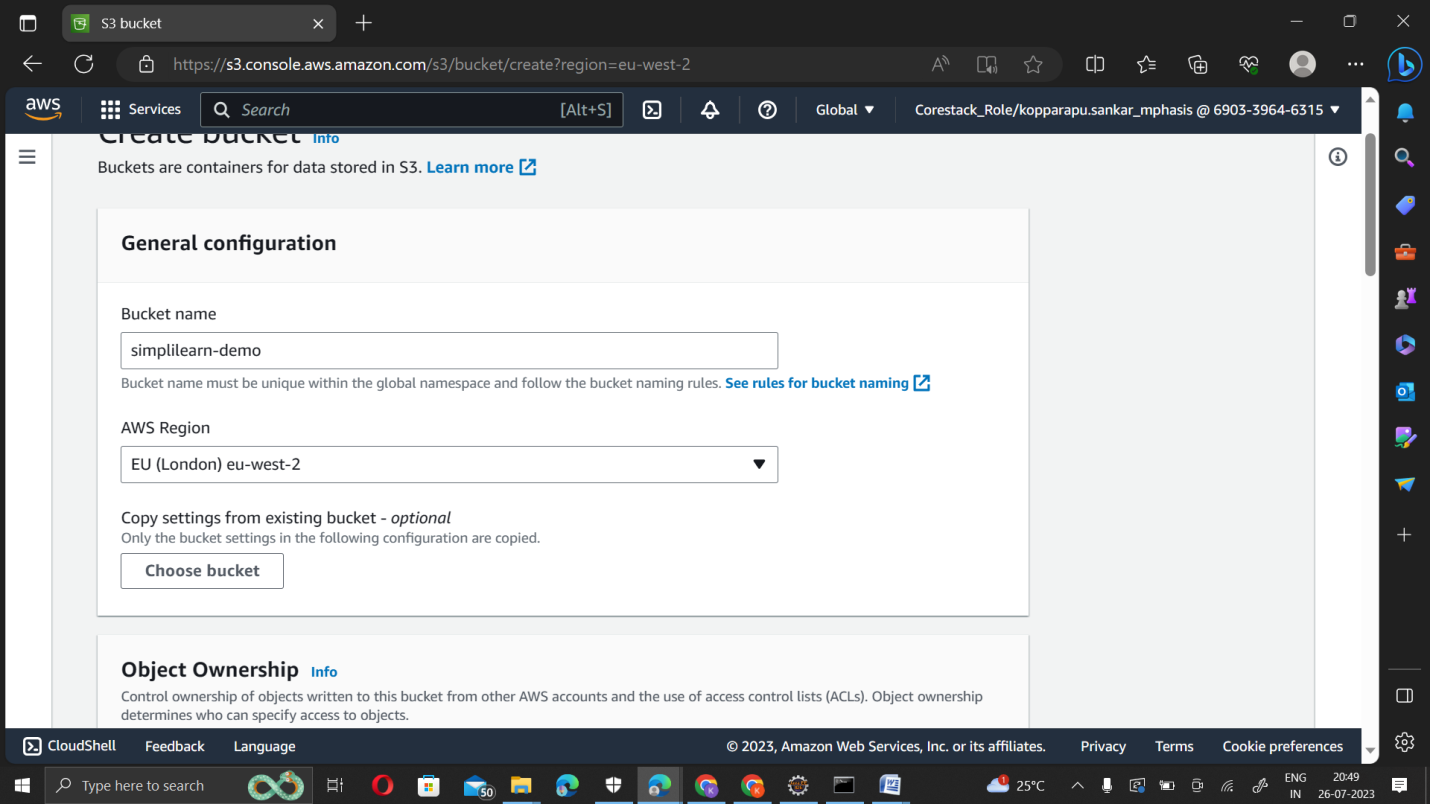 S3 bucket
https://s3.console.aws.amazon.com/s3/bucket/create?region=eu-west-2
aws Services Search [Alt+S] Global Corestack_Role/kopparapu.sankar_mphasis @ 6903-3964-6315
Create bucket Info
Buckets are containers for data stored in S3. Learn more
General configuration
Bucket name
simplilearn-demo
Bucket name must be unique within the global namespace and follow the bucket naming rules. See rules for bucket naming
AWS Region
EU (London) eu-west-2
Copy settings from existing bucket - optional
Only the bucket settings in the following configuration are copied.
Choose bucket
Object Ownership Info
Control ownership of objects written to this bucket from other AWS accounts and the use of access control lists (ACLs). Object ownership
determines who can specify access to objects.
CloudShell Feedback Language © 2023, Amazon Web Services, Inc. or its affiliates. Privacy Terms Cookie preferences
Type here to search 50 1 25°C ENG 20:49
IN 26-07-2023